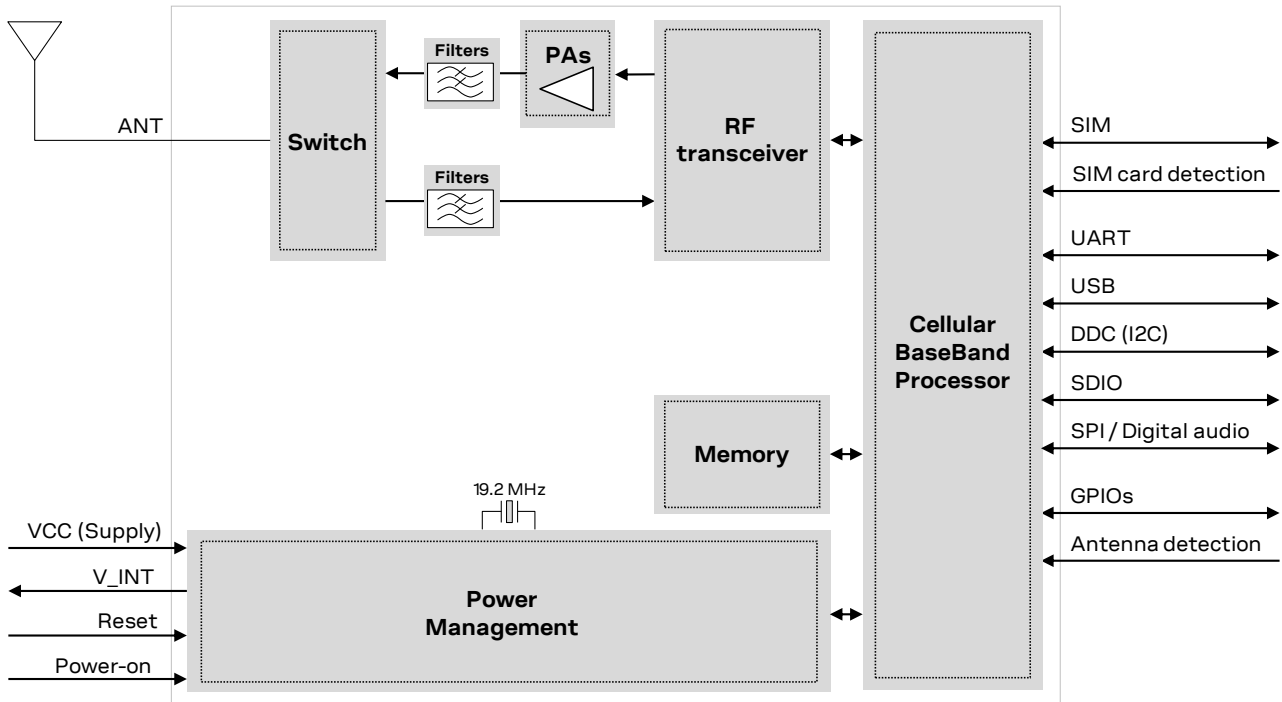 Filters
PAs
ANT
Switch
RF
transceiver
Filters
SIM
SIM card detection
UART
USB
DDC (I2C)
SDIO
SPI / Digital audio
GPIOs
Antenna detection
Cellular
BaseBand
Processor
Memory
19.2 MHz
VCC (Supply)
V_INT
Reset
Power-on
Power
Management